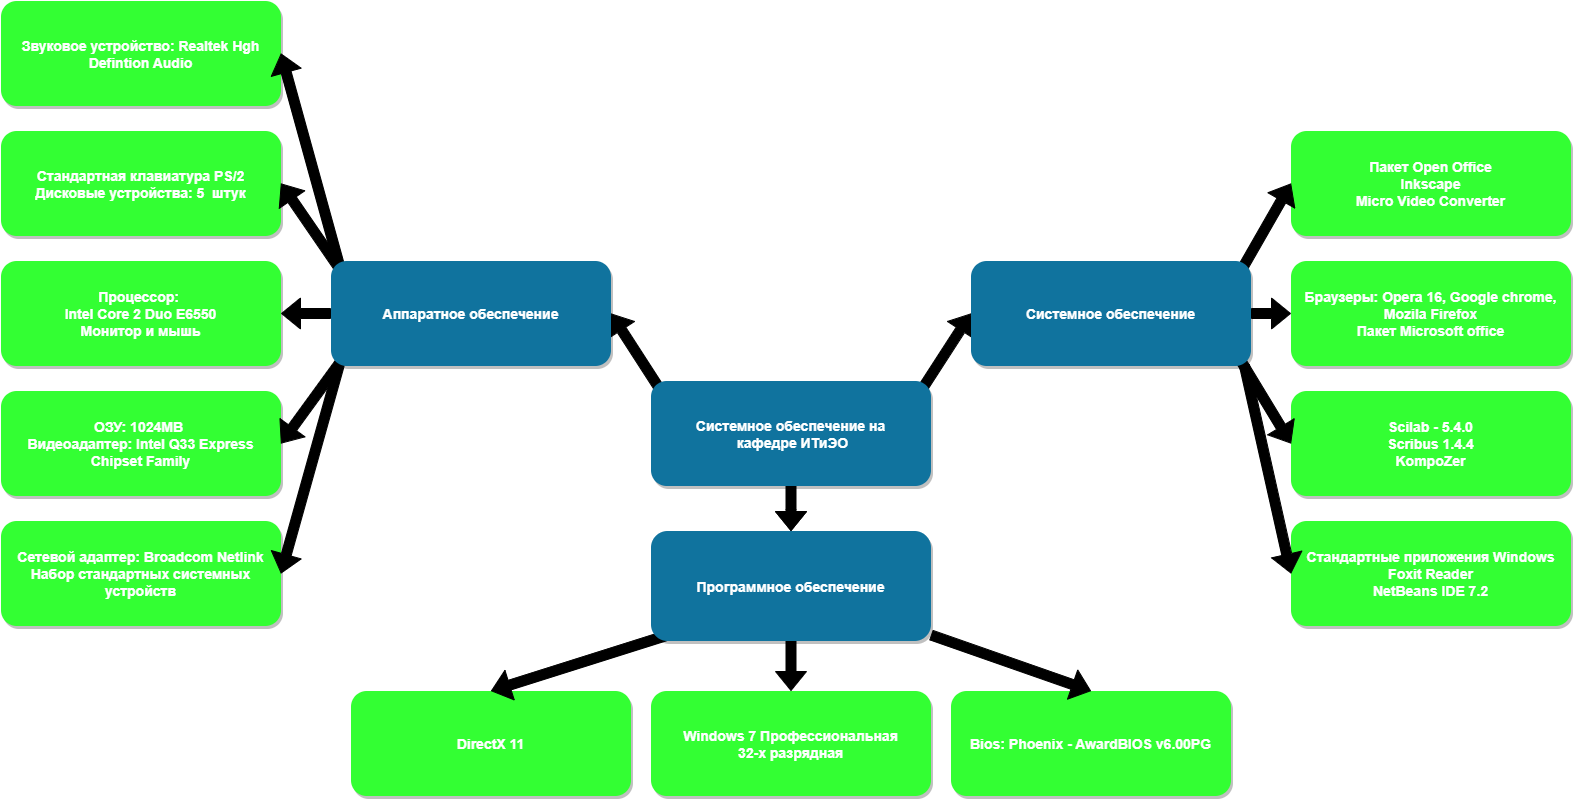 Звуковое устройство: Realtek Hgh
Defintion Audio
Стандартная клавиатура PS/2
Дисковые устройства: 5 штук
Процессор:
Intel Core 2 Duo E6550
Монитор и мышь
ОЗУ: 1024MB
Видеоадаптер: Intel Q33 Express
Chipset Family
Сетевой адаптер: Broadcom Netlink
Набор стандартных системных
устройств
Аппаратное обеспечение
Системное обеспечение на
кафедре ИТиЭО
Системное обеспечение
Пакет Open Office
Inkscape
Micro Video Converter
Браузеры: Opera 16, Google chrome,
Mozila Firefox
Пакет Microsoft office
Scilab - 5.4.0
Scribus 1.4.4
KompoZer
Стандартные приложения Windows
Foxit Reader
NetBeans IDE 7.2
Программное обеспечение
DirectX 11
Windows 7 Профессиональная
32-х разрядная
Bios: Phoenix - AwardBIOS v6.00PG